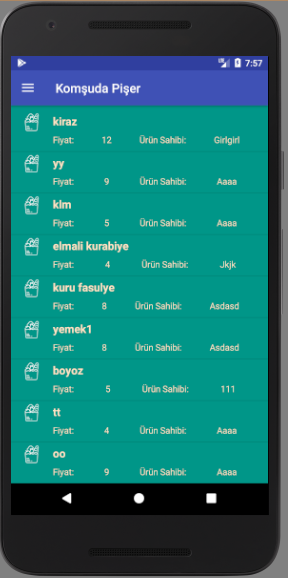 7:57
Komşuda Pişer
kiraz
Fiyat: 12 Ürün Sahibi: Girlgirl
yy
Fiyat: 9 Ürün Sahibi: Aaaa
klm
Fiyat: 5 Ürün Sahibi: Aaaa
elmali kurabiye
Fiyat: 4 Ürün Sahibi: Jkjk
kuru fasulye
Fiyat: 8 Ürün Sahibi: Asdasd
yemek1
Fiyat: 8 Ürün Sahibi: Asdasd
boyoz
Fiyat: 5 Ürün Sahibi: 111
tt
Fiyat: 4 Ürün Sahibi: Aaaa
oo
Fiyat: 9 Ürün Sahibi: Aaaa